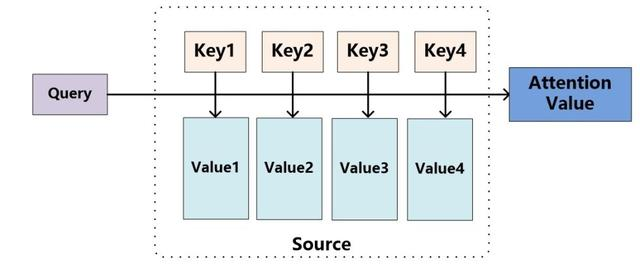 Key1 Key2 Key3 Key4
Query
Attention
Value
Value1 Value2 Value3 Value4
Source